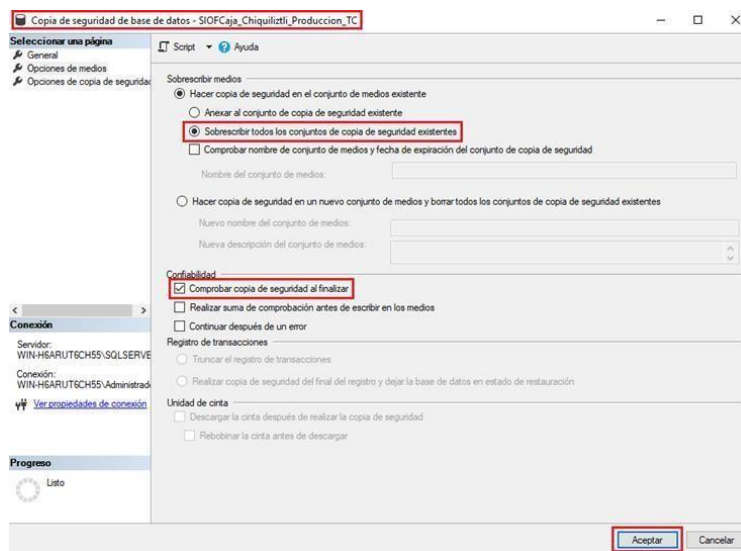 Copia de seguridad de base de datos - SIOFCaja_Chiquiliztli_Produccion_TC
Seleccionar una página
General
Opciones de medios
Opciones de copia de seguridad
Script
Ayuda
Sobrescribir medios
Hacer copia de seguridad en el conjunto de medios existente
Anexar al conjunto de copia de seguridad existente
Sobrescribir todos los conjuntos de copia de seguridad existentes
Comprobar nombre de conjunto de medios y fecha de expiración del conjunto de copia de seguridad
Nombre del conjunto de medios:
Hacer copia de seguridad en un nuevo conjunto de medios y borrar todos los conjuntos de copia de seguridad existentes
Nuevo nombre del conjunto de medios:
Nueva descripción del conjunto de medios:
Confiabilidad
Comprobar copia de seguridad al finalizar
Realizar suma de comprobación antes de escribir en los medios
Continuar después de un error
Registro de transacciones
Truncar el registro de transacciones
Realizar copia de seguridad del final del registro y dejar la base de datos en estado de restauración
Unidad de cinta
Descargar la cinta después de realizar la copia de seguridad
Rebobinar la cinta antes de descargar
Conexión
Servidor:
WIN-H6ARUT6CH55\SQLSERVE
Conexión:
WIN-H6ARUT6CH55\Administrado
Ver propiedades de conexión
Progreso
Listo
Aceptar
Cancelar